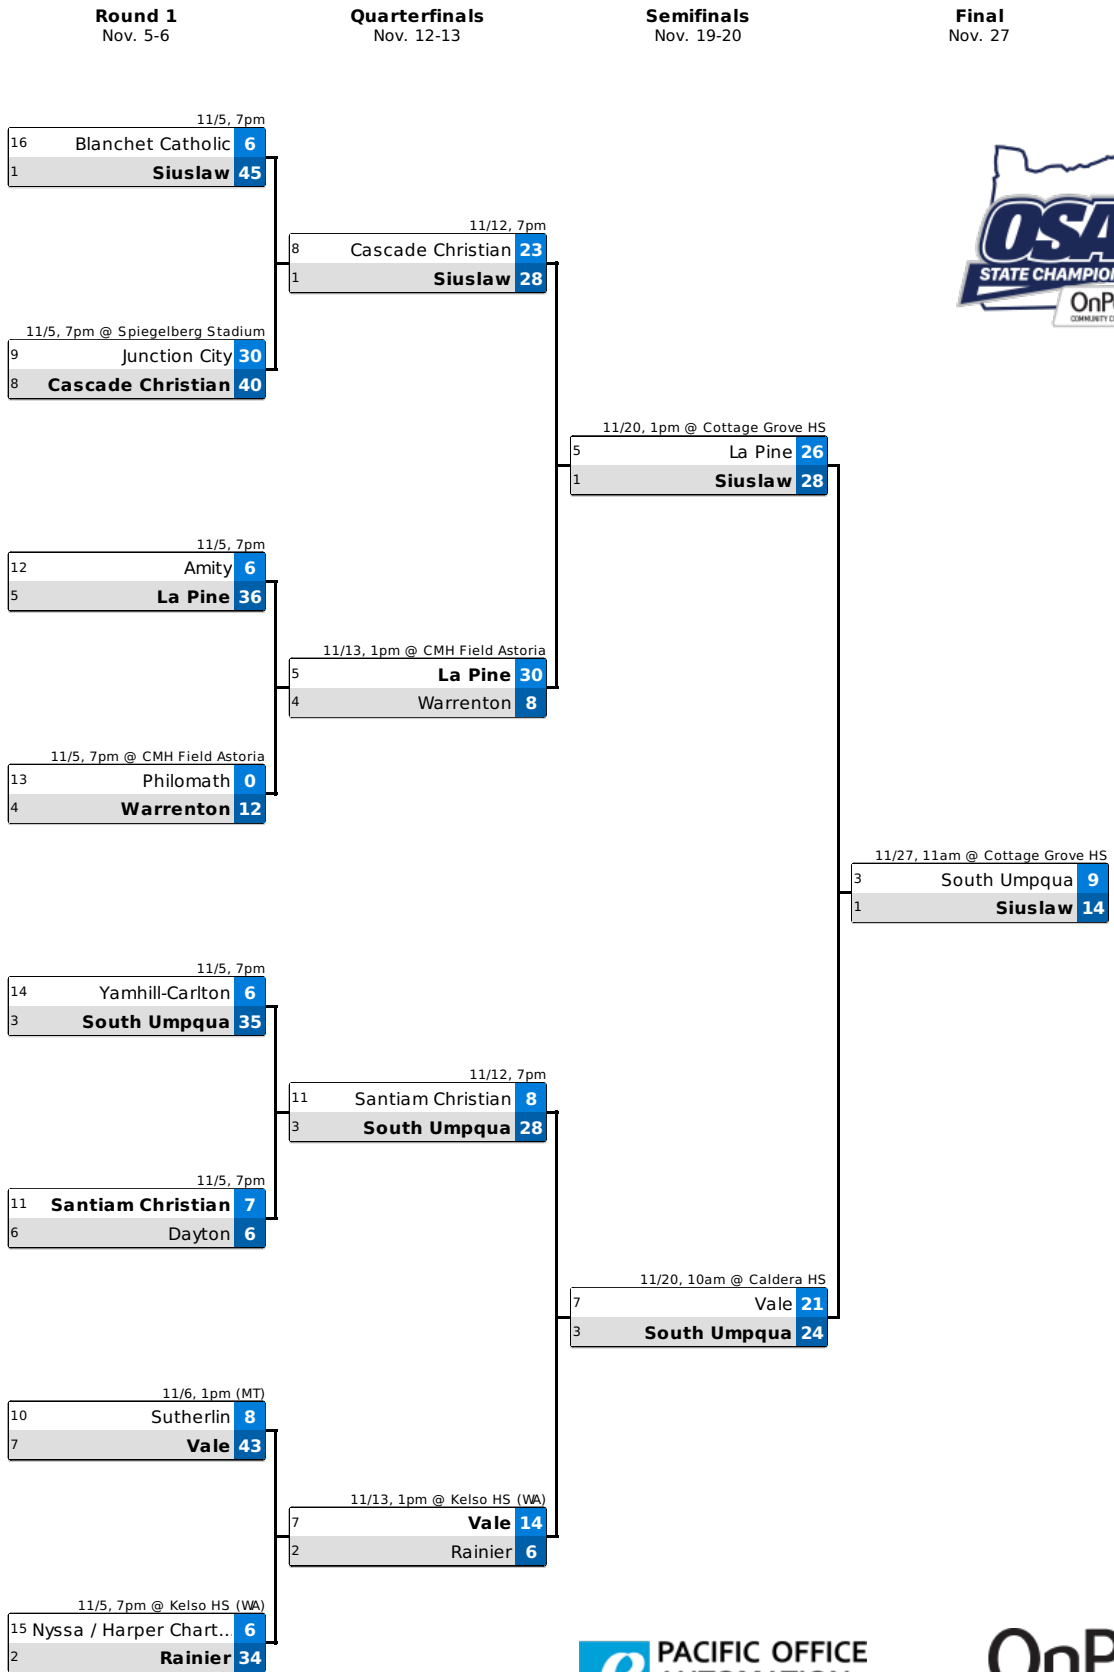 Round 1
Nov. 5-6
Quarterfinals
Nov. 12-13
Semifinals
Nov. 19-20
Final
Nov. 27
11/5, 7pm
16 Blanchet Catholic 6
1 Siuslaw 45
11/12, 7pm
8 Cascade Christian 23
1 Siuslaw 28
STATE CHAMPIO
COMMUNITY C
11/5, 7pm @ Spiegelberg Stadium
9 Junction City 30
8 Cascade Christian 40
11/20, 1pm @ Cottage Grove HS
5 La Pine 26
1 Siuslaw 28
11/5, 7pm
12 Amity 6
5 La Pine 36
11/13, 1pm @ CMH Field Astoria
5 La Pine 30
4 Warrenton 8
11/5, 7pm @ CMH Field Astoria
13 Philomath 0
4 Warrenton 12
11/27, 11am @ Cottage Grove HS
3 South Umpqua 9
1 Siuslaw 14
11/5, 7pm
14 Yamhill-Carlton 6
3 South Umpqua 35
11/12, 7pm
11 Santiam Christian 8
3 South Umpqua 28
11/5, 7pm
11 Santiam Christian 7
6 Dayton 6
11/20, 10am @ Caldera HS
7 Vale 21
3 South Umpqua 24
11/6, 1pm (MT)
10 Sutherlin 8
7 Vale 43
11/13, 1pm @ Kelso HS (WA)
7 Vale 14
2 Rainier 6
11/5, 7pm @ Kelso HS (WA)
15 Nyssa / Harper Chart... 6
2 Rainier 34
PACIFIC OFFICE
AUTOMATION
OnP